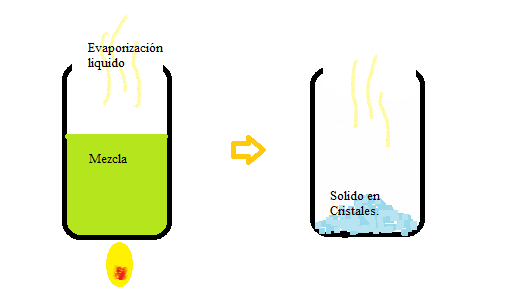 Evaporización
liquido
Mezcla
Solido en
Cristales.